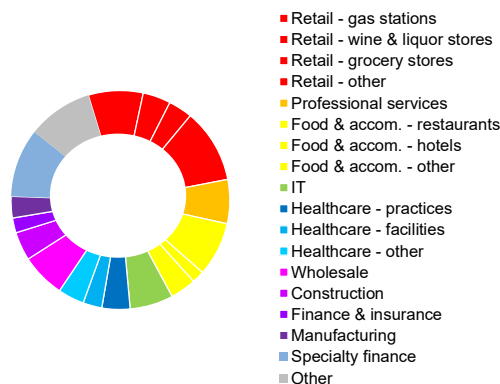 Retail - gas stations
Retail - wine & liquor stores
Retail - grocery stores
Retail - other
Professional services
Food & accom. - restaurants
Food & accom. - hotels
Food & accom. - other
IT
Healthcare - practices
Healthcare - facilities
Healthcare - other
Wholesale
Construction
Finance & insurance
Manufacturing
Specialty finance
Other